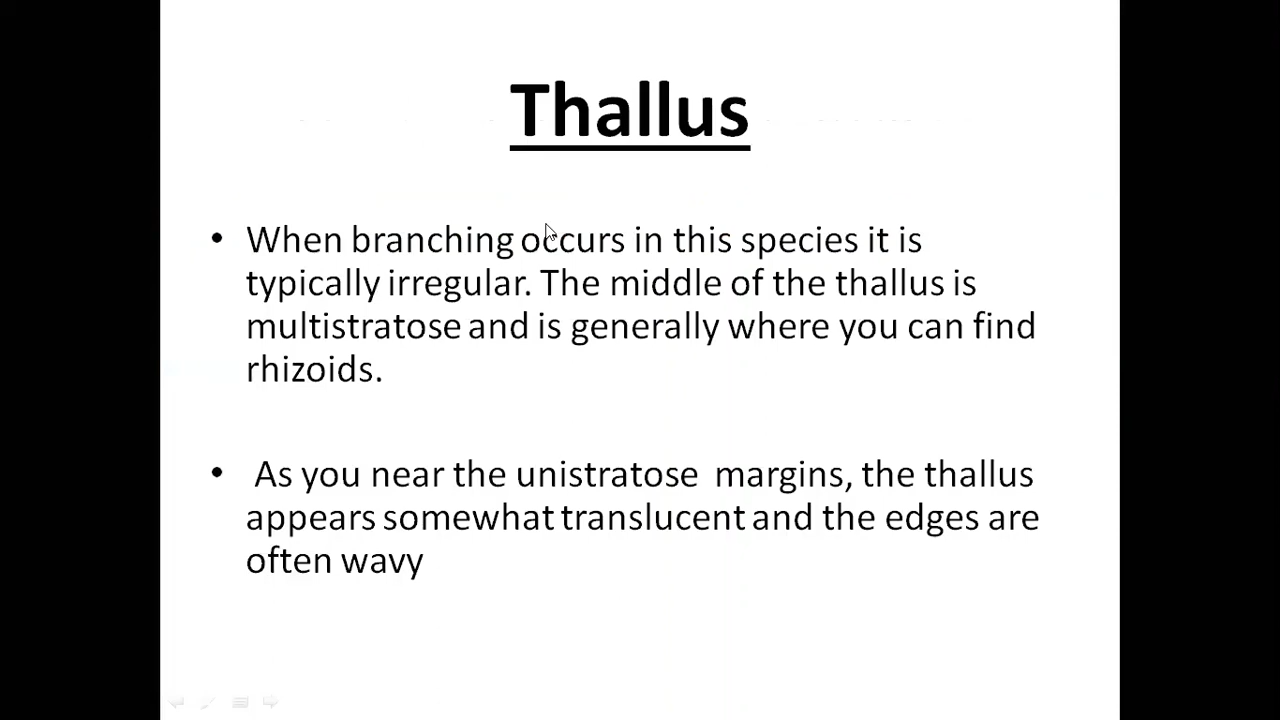 Thallus
• When branching occurs in this species it is
typically irregular. The middle of the thallus is
multistratose and is generally where you can find
rhizoids.
• As you near the unistratose margins, the thallus
appears somewhat translucent and the edges are
often wavy